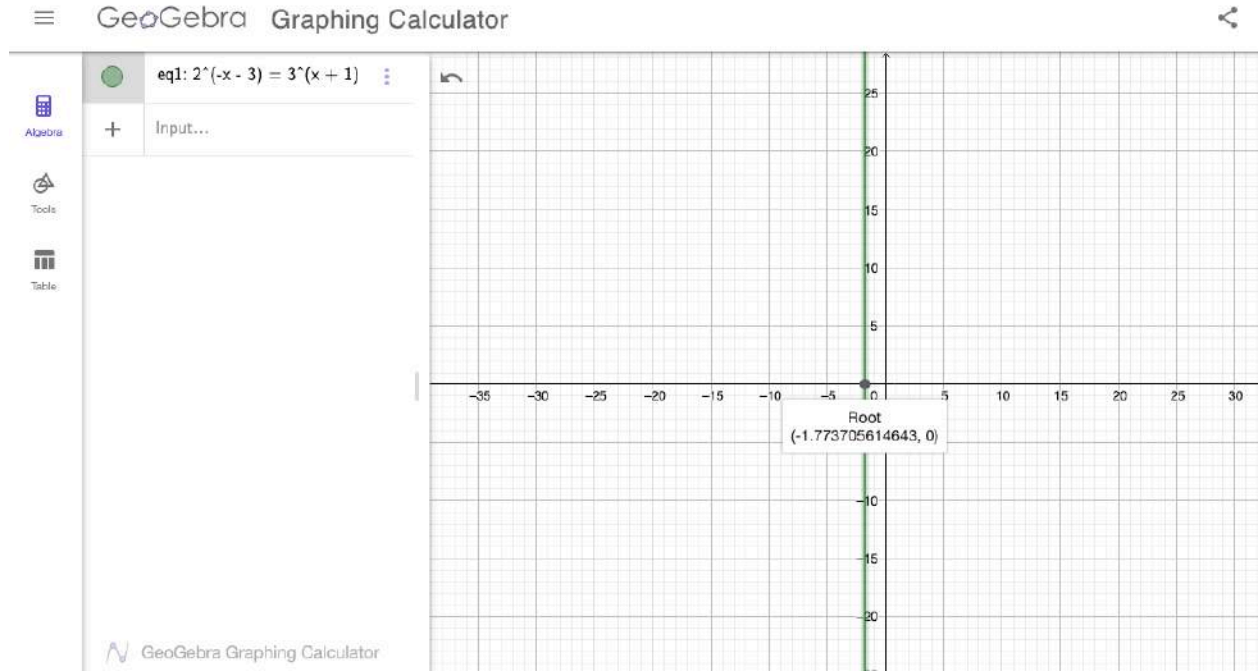 GeoGebra Graphing Calculator
eq1: 2^(-x - 3) = 3^(x + 1)
Input...
Algebra
Tools
Table
25
20
15
10
5
-35 -30 -25 -20 -15 -10 -5 0 5 10 15 20 25 30
Root
(-1.773705614643, 0)
-10
-15
-20
GeoGebra Graphing Calculator